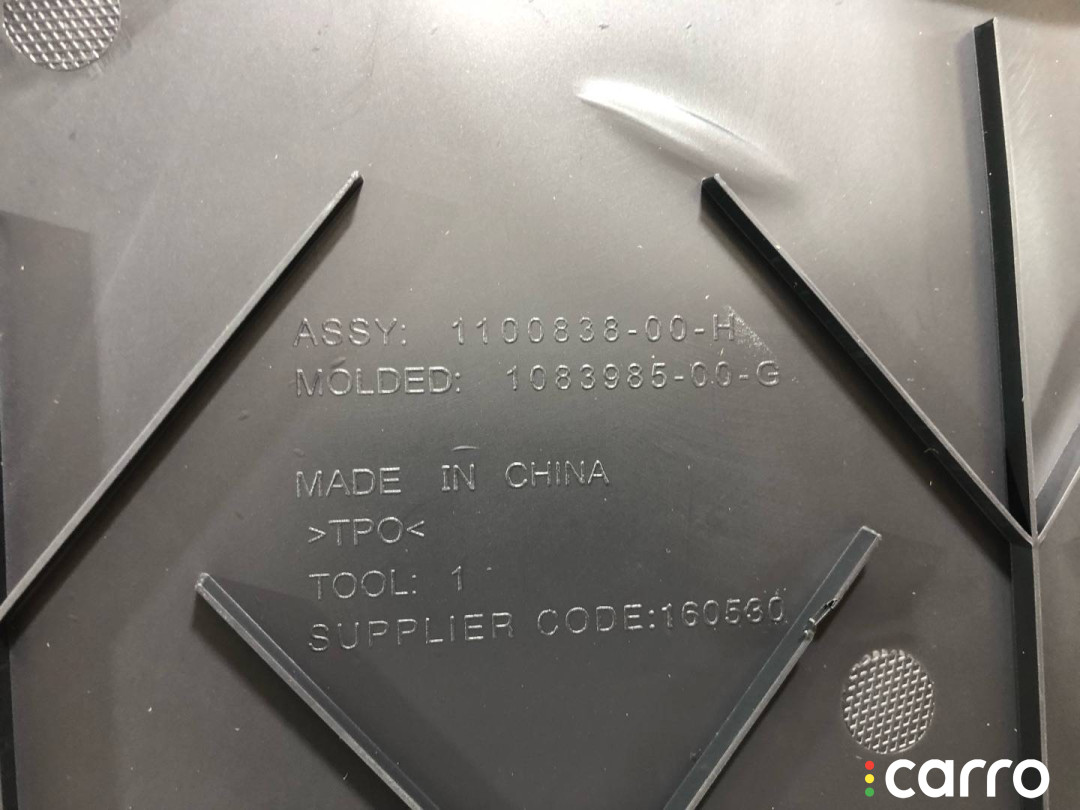 ASSY: 1100838-00-H
MOLDED: 1083985-00-G
MADE IN CHINA
>TPO<
TOOL: 1
SUPPLIER CODE:160530
carro